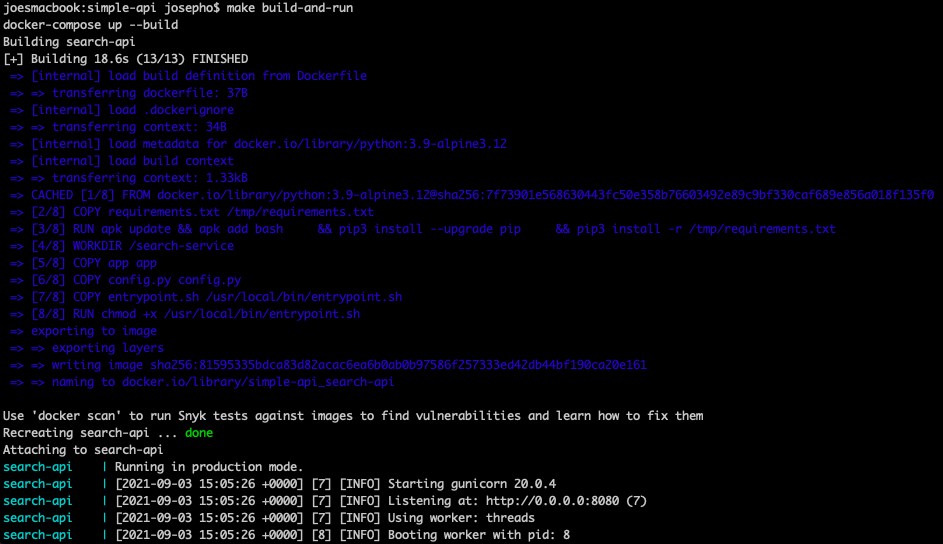 joesmacbook:simple-api josepho$ make build-and-run
docker-compose up --build
Building search-api
[+] Building 18.6s (13/13) FINISHED
=> [internal] load build definition from Dockerfile
=> => transferring dockerfile: 37B
=> [internal] load .dockerignore
=> => transferring context: 34B
=> [internal] load metadata for docker.io/library/python:3.9-alpine3.12
=> [internal] load build context
=> => transferring context: 1.33kB
=> CACHED [1/8] FROM docker.io/library/python:3.9-alpine3.12@sha256:7f73901e568630443fc50e358b76603492e89c9bf330caf689e856a018f135f0
=> [2/8] COPY requirements.txt /tmp/requirements.txt
=> [3/8] RUN apk update && apk add bash     && pip3 install --upgrade pip     && pip3 install -r /tmp/requirements.txt
=> [4/8] WORKDIR /search-service
=> [5/8] COPY app app
=> [6/8] COPY config.py config.py
=> [7/8] COPY entrypoint.sh /usr/local/bin/entrypoint.sh
=> [8/8] RUN chmod +x /usr/local/bin/entrypoint.sh
=> exporting to image
=> => exporting layers
=> => writing image sha256:81595335bdca83d82acac6ea6b0ab0b97586f257333ed42db44bf190ca20e161
=> => naming to docker.io/library/simple-api_search-api
Use 'docker scan' to run Snyk tests against images to find vulnerabilities and learn how to fix them
Recreating search-api ... done
Attaching to search-api
search-api    | Running in production mode.
search-api    | [2021-09-03 15:05:26 +0000] [7] [INFO] Starting gunicorn 20.0.4
search-api    | [2021-09-03 15:05:26 +0000] [7] [INFO] Listening at: http://0.0.0.0:8080 (7)
search-api    | [2021-09-03 15:05:26 +0000] [7] [INFO] Using worker: threads
search-api    | [2021-09-03 15:05:26 +0000] [8] [INFO] Booting worker with pid: 8